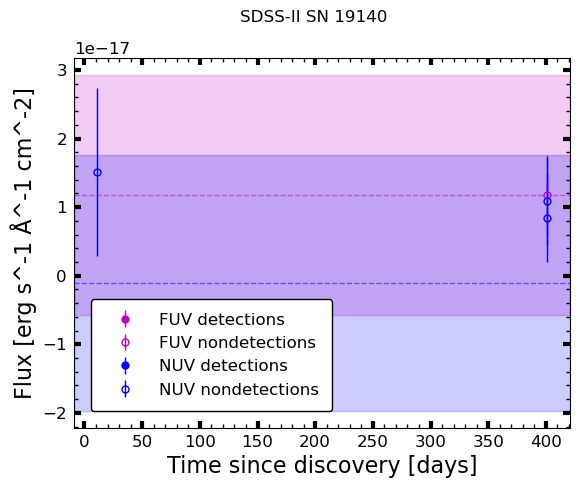 SDSS-II SN 19140
1e−17
3
2
1
0
−1
−2
Flux [erg s^-1 Å^-1 cm^-2]
FUV detections
FUV nondetections
NUV detections
NUV nondetections
0 50 100 150 200 250 300 350 400
Time since discovery [days]